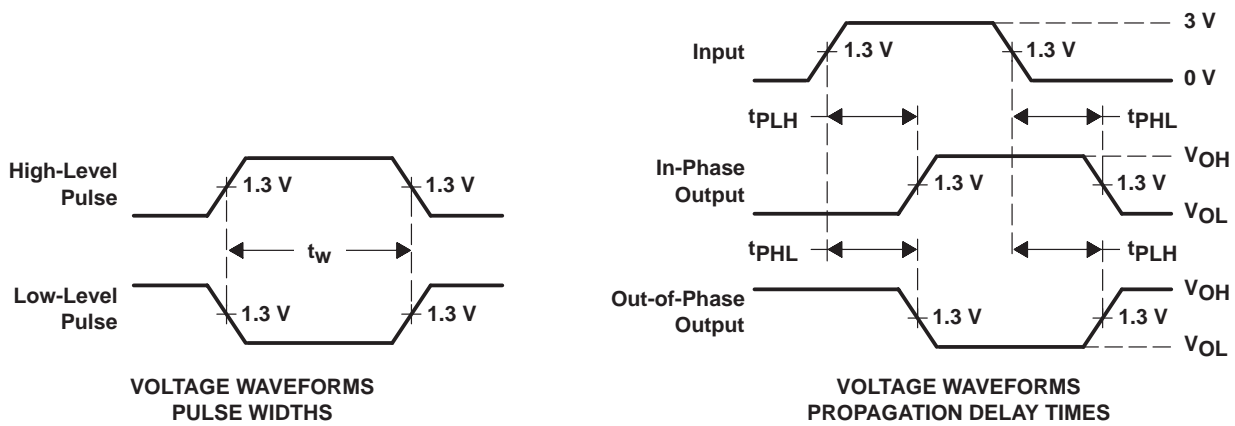 High-Level
Pulse
1.3 V
1.3 V
tw
Low-Level
Pulse
1.3 V
1.3 V
VOLTAGE WAVEFORMS
PULSE WIDTHS
Input
1.3 V
1.3 V
3 V
0 V
tPLH
tPHL
In-Phase
Output
1.3 V
1.3 V
VOH
VOL
tPHL
tPLH
Out-of-Phase
Output
1.3 V
1.3 V
VOH
VOL
VOLTAGE WAVEFORMS
PROPAGATION DELAY TIMES